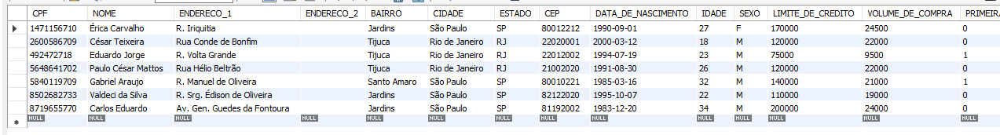 CPF NOME ENDERECO_1 ENDERECO_2 BAIRRO CIDADE ESTADO CEP DATA_DE_NASCIMENTO IDADE SEXO LIMITE_DE_CREDITO VOLUME_DE_COMPRA PRIMEIRA
1471156710 Érica Carvalho R. Iriquitia Jardins São Paulo SP 80012212 1990-09-01 27 F 170000 24500 0
2600586709 César Teixeira Rua Conde de Bonfim Tijuca Rio de Janeiro RJ 22020001 2000-03-12 18 M 120000 22000 0
492472718 Eduardo Jorge R. Volta Grande Tijuca Rio de Janeiro RJ 22012002 1994-07-19 23 M 75000 9500 1
5648641702 Paulo César Mattos Rua Hélio Beltrão Tijuca Rio de Janeiro RJ 21002020 1991-08-30 26 M 120000 22000 0
5840119709 Gabriel Araujo R. Manuel de Oliveira Santo Amaro São Paulo SP 80010221 1985-03-16 32 M 140000 21000 1
8502682733 Valdeci da Silva R. Srg. Édison de Oliveira Jardins São Paulo SP 82122020 1995-10-07 22 M 110000 19000 0
8719655770 Carlos Eduardo Av. Gen. Guedes da Fontoura Jardins São Paulo SP 81192002 1983-12-20 34 M 200000 24000 0
NULL NULL NULL NULL NULL NULL NULL NULL NULL NULL NULL NULL NULL NULL